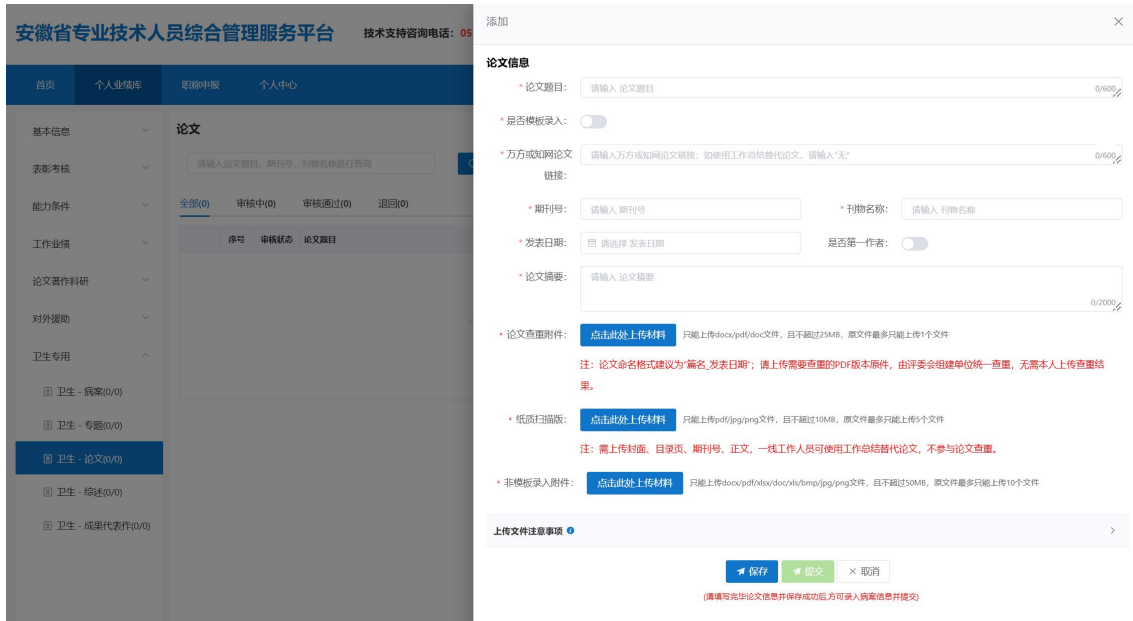 安徽省专业技术人员综合管理服务平台
技术支持咨询电话：05
首页 个人业绩库 职称申报 个人中心
基本信息
表彰考核
能力条件
工作业绩
论文著作科研
对外援助
卫生专用
卫生 - 病案(0/0)
卫生 - 专题(0/0)
卫生 - 论文(0/0)
卫生 - 综述(0/0)
卫生 - 成果代表作(0/0)
论文
请输入论文题目、期刊号、刊物名称进行查询
全部(0) 审核中(0) 审核通过(0) 退回(0)
序号 审核状态 论文题目
添加
论文信息
* 论文题目： 请输入 论文题目 0/600
* 是否模板录入：
* 万方或知网论文 请输入万方或知网论文链接；如使用工作总结替代论文，请输入“无” 0/600
链接：
* 期刊号： 请输入 期刊号 * 刊物名称： 请输入 刊物名称
* 发表日期： 请选择 发表日期 是否第一作者：
* 论文摘要： 请输入 论文摘要
0/2000
* 论文查重附件： 点击此处上传材料 只能上传docx/pdf/doc文件，且不超过25MB，原文件最多只能上传1个文件
注：论文命名格式建议为“篇名_发表日期”；请上传需要查重的PDF版本原件，由评委会组建单位统一查重，无需本人上传查重结
果。
* 纸质扫描版： 点击此处上传材料 只能上传pdf/jpg/png文件，且不超过10MB，原文件最多只能上传5个文件
注：需上传封面、目录页、期刊号、正文，一线工作人员可使用工作总结替代论文，不参与论文查重。
* 非模板录入附件： 点击此处上传材料 只能上传docx/pdf/xlsx/doc/xls/bmp/jpg/png文件，且不超过50MB，原文件最多只能上传10个文件
上传文件注意事项
保存 提交 × 取消
(请填写完毕论文信息并保存成功后,方可录入病案信息并提交)